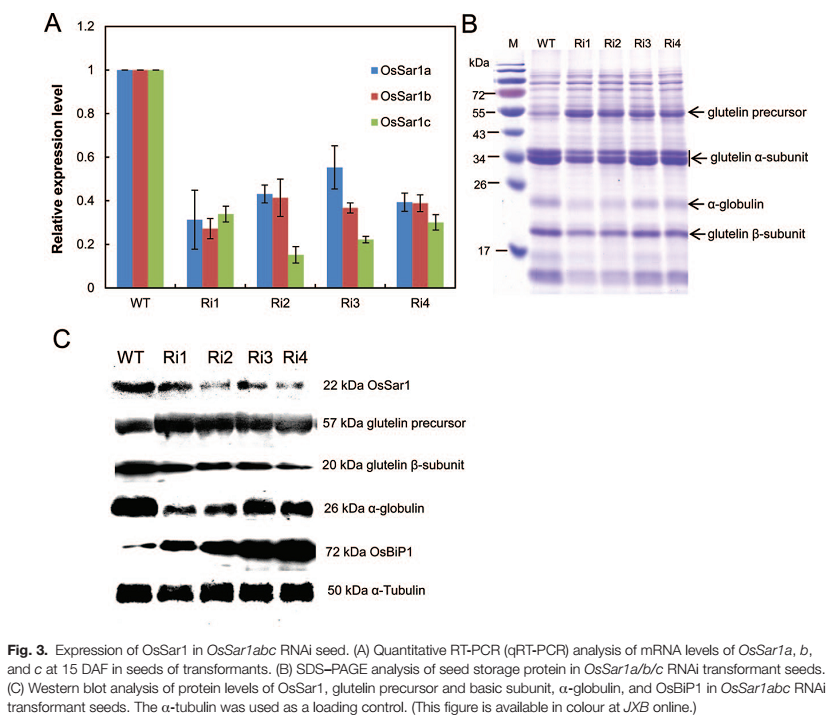 A
1.2
1
0.8
0.6
0.4
0.2
0
Relative expression level
OsSar1a
OsSar1b
OsSar1c
WT Ri1 Ri2 Ri3 Ri4
B
M WT Ri1 Ri2 Ri3 Ri4
kDa
72
55
43
34
26
17
glutelin precursor
glutelin α-subunit
α-globulin
glutelin β-subunit
C
WT Ri1 Ri2 Ri3 Ri4
22 kDa OsSar1
57 kDa glutelin precursor
20 kDa glutelin β-subunit
26 kDa α-globulin
72 kDa OsBiP1
50 kDa α-Tubulin
Fig. 3. Expression of OsSar1 in OsSar1abc RNAi seed. (A) Quantitative RT-PCR (qRT-PCR) analysis of mRNA levels of OsSar1a, b,
and c at 15 DAF in seeds of transformants. (B) SDS–PAGE analysis of seed storage protein in OsSar1a/b/c RNAi transformant seeds.
(C) Western blot analysis of protein levels of OsSar1, glutelin precursor and basic subunit, α-globulin, and OsBiP1 in OsSar1abc RNAi
transformant seeds. The α-tubulin was used as a loading control. (This figure is available in colour at JXB online.)